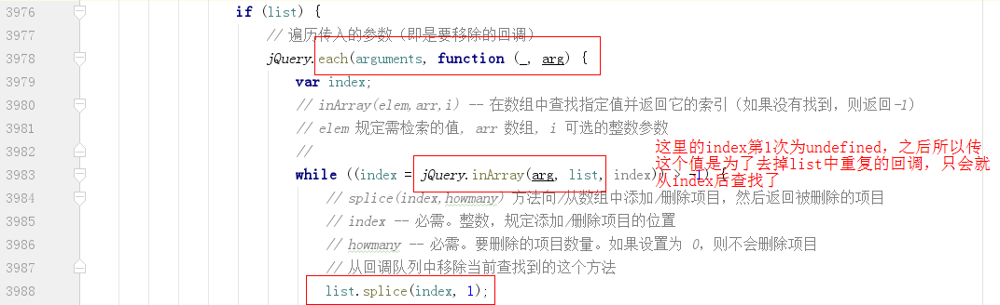 3976 if (list) {
3977 // 遍历传入的参数（即是要移除的回调）
3978 jQuery.each(arguments, function (_, arg) {
3979 var index;
3980 // inArray(elem,arr,i) -- 在数组中查找指定值并返回它的索引（如果没有找到，则返回-1）
3981 // elem 规定需检索的值, arr 数组, i 可选的整数参数
3982 //
这里的index第1次为undefined，之后所以传
这个值是为了去掉list中重复的回调，只会就
从index后查找了
3983 while ((index = jQuery.inArray(arg, list, index)) > -1) {
3984 // splice(index,howmany) 方法向/从数组中添加/删除项目，然后返回被删除的项目
3985 // index -- 必需。整数，规定添加/删除项目的位置
3986 // howmany -- 必需。要删除的项目数量。如果设置为 0，则不会删除项目
3987 // 从回调队列中移除当前查找到的这个方法
3988 list.splice(index, 1);